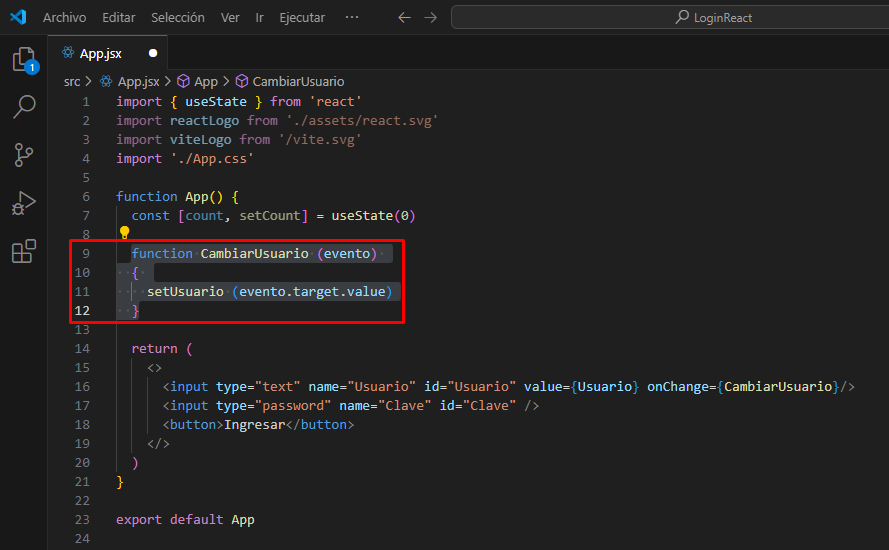 Archivo Editar Selección Ver Ir Ejecutar ··· LoginReact
App.jsx
1
src > App.jsx > App > CambiarUsuario
1 import { useState } from 'react'
2 import reactLogo from './assets/react.svg'
3 import viteLogo from '/vite.svg'
4 import './App.css'
5
6 function App() {
7 const [count, setCount] = useState(0)
8
9 function CambiarUsuario (evento)
10 {
11 setUsuario (evento.target.value)
12 }
13
14 return (
15 <>
16 <input type="text" name="Usuario" id="Usuario" value={Usuario} onChange={CambiarUsuario}/>
17 <input type="password" name="Clave" id="Clave" />
18 <button>Ingresar</button>
19 </>
20 )
21 }
22
23 export default App
24